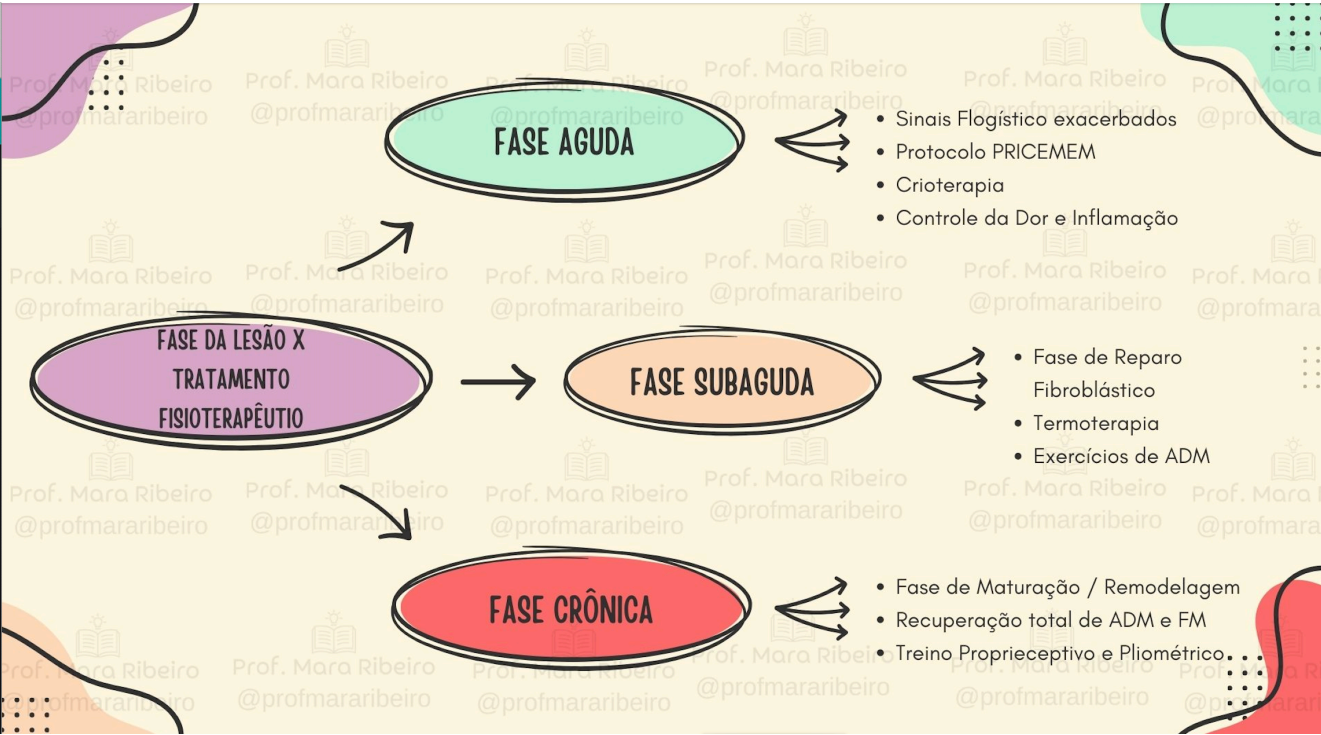 FASE AGUDA
• Sinais Flogístico exacerbados
• Protocolo PRICEMEM
• Crioterapia
• Controle da Dor e Inflamação
FASE DA LESÃO X
TRATAMENTO
FISIOTERAPÊUTIO
FASE SUBAGUDA
• Fase de Reparo
Fibroblástico
• Termoterapia
• Exercícios de ADM
FASE CRÔNICA
• Fase de Maturação / Remodelagem
• Recuperação total de ADM e FM
• Treino Proprieceptivo e Pliométrico
Prof. Mara Ribeiro
@profmararibeiro